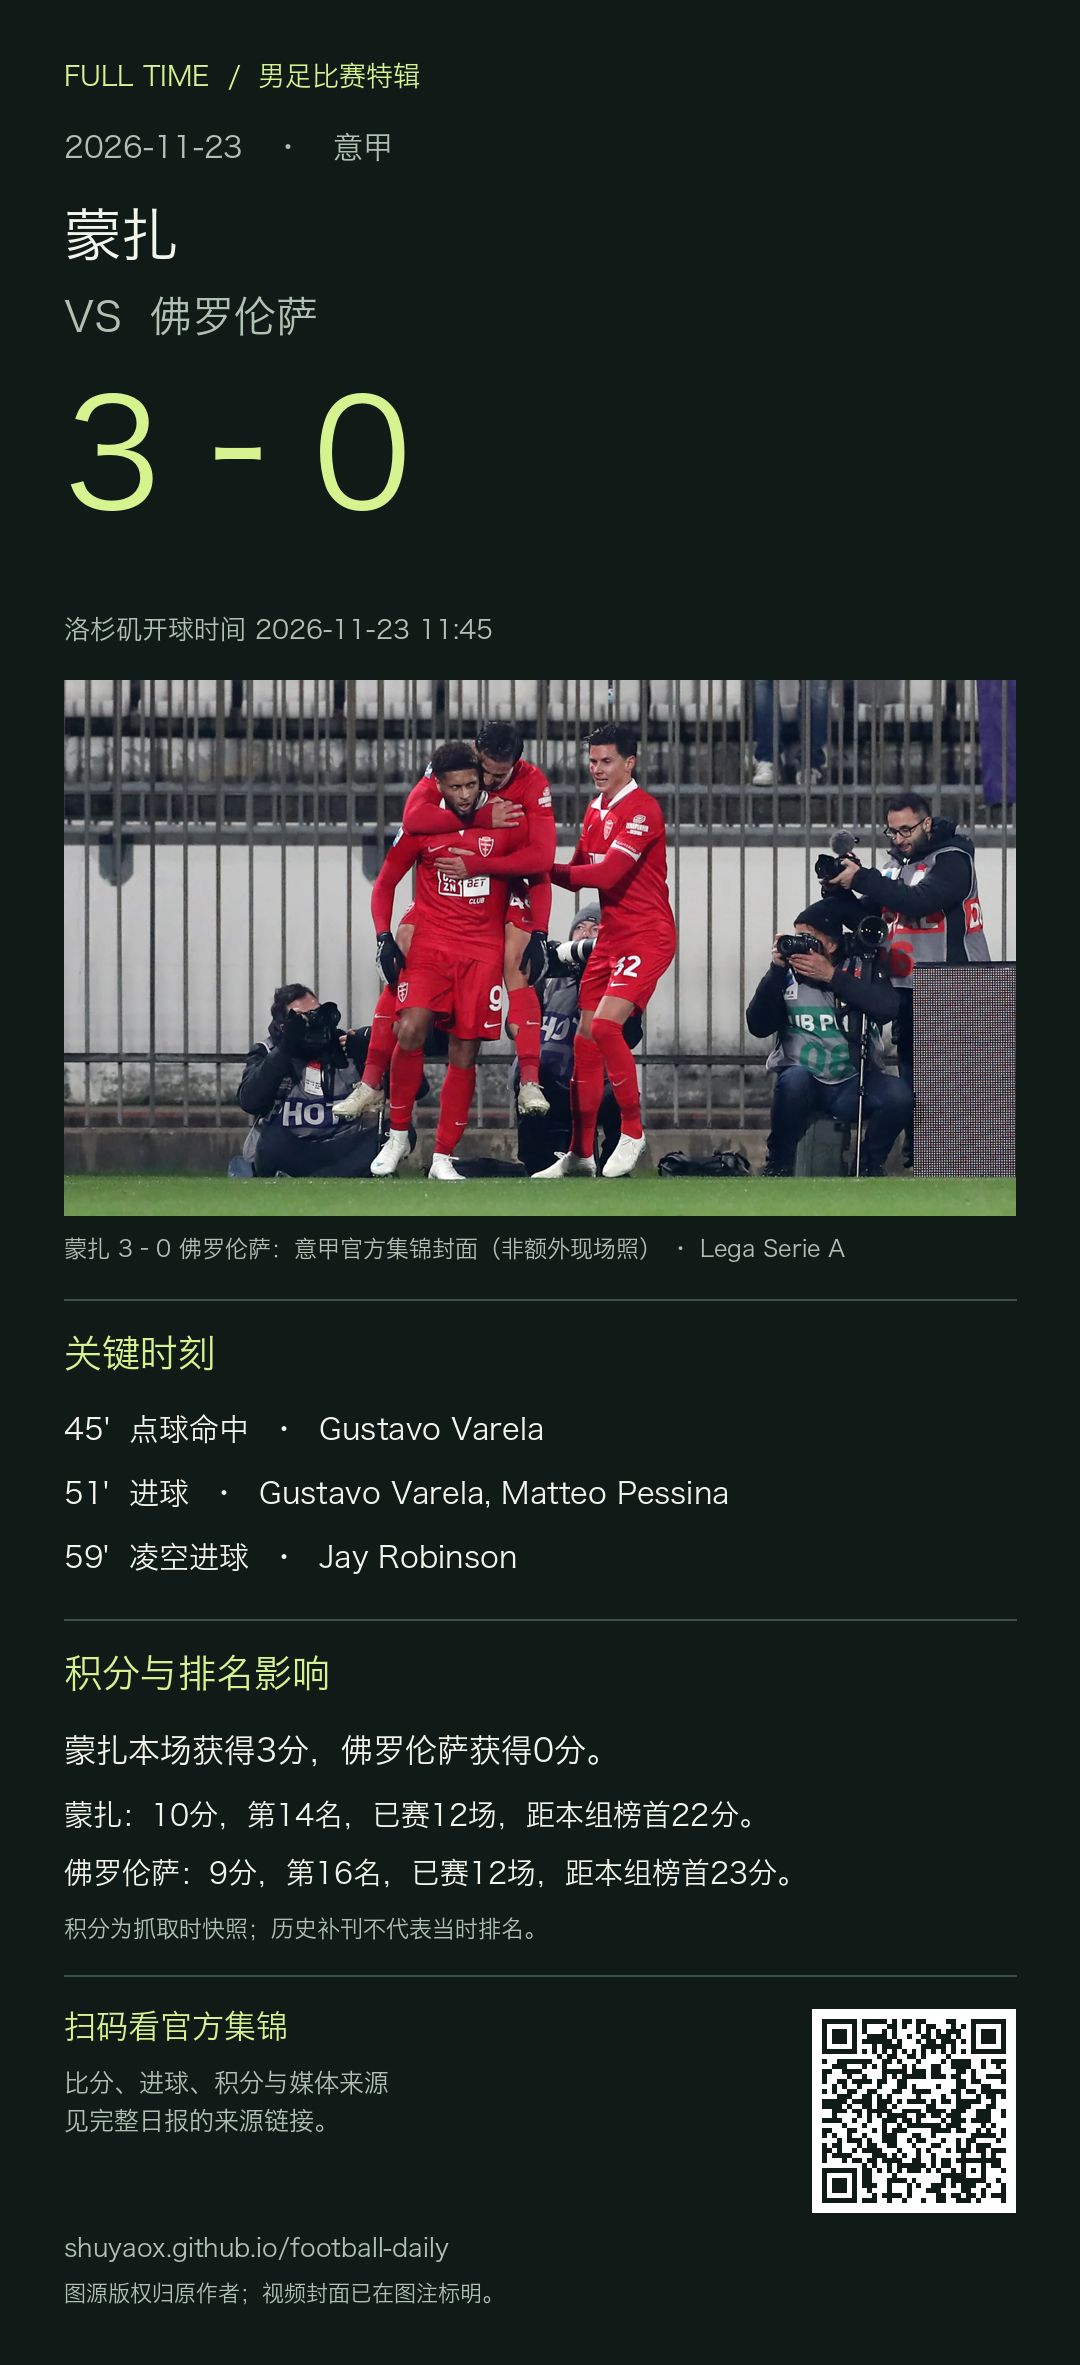 FULL TIME / 男足比赛特辑
2026-11-23 · 意甲
蒙扎
VS 佛罗伦萨
3 - 0
洛杉矶开球时间 2026-11-23 11:45
DAZN BET CLUB
9
32
PHOT
06
蒙扎 3 - 0 佛罗伦萨：意甲官方集锦封面（非额外现场照） · Lega Serie A
关键时刻
45' 点球命中 · Gustavo Varela
51' 进球 · Gustavo Varela, Matteo Pessina
59' 凌空进球 · Jay Robinson
积分与排名影响
蒙扎本场获得3分，佛罗伦萨获得0分。
蒙扎：10分，第14名，已赛12场，距本组榜首22分。
佛罗伦萨：9分，第16名，已赛12场，距本组榜首23分。
积分为抓取时快照；历史补刊不代表当时排名。
扫码看官方集锦
比分、进球、积分与媒体来源
见完整日报的来源链接。
shuyaox.github.io/football-daily
图源版权归原作者；视频封面已在图注标明。